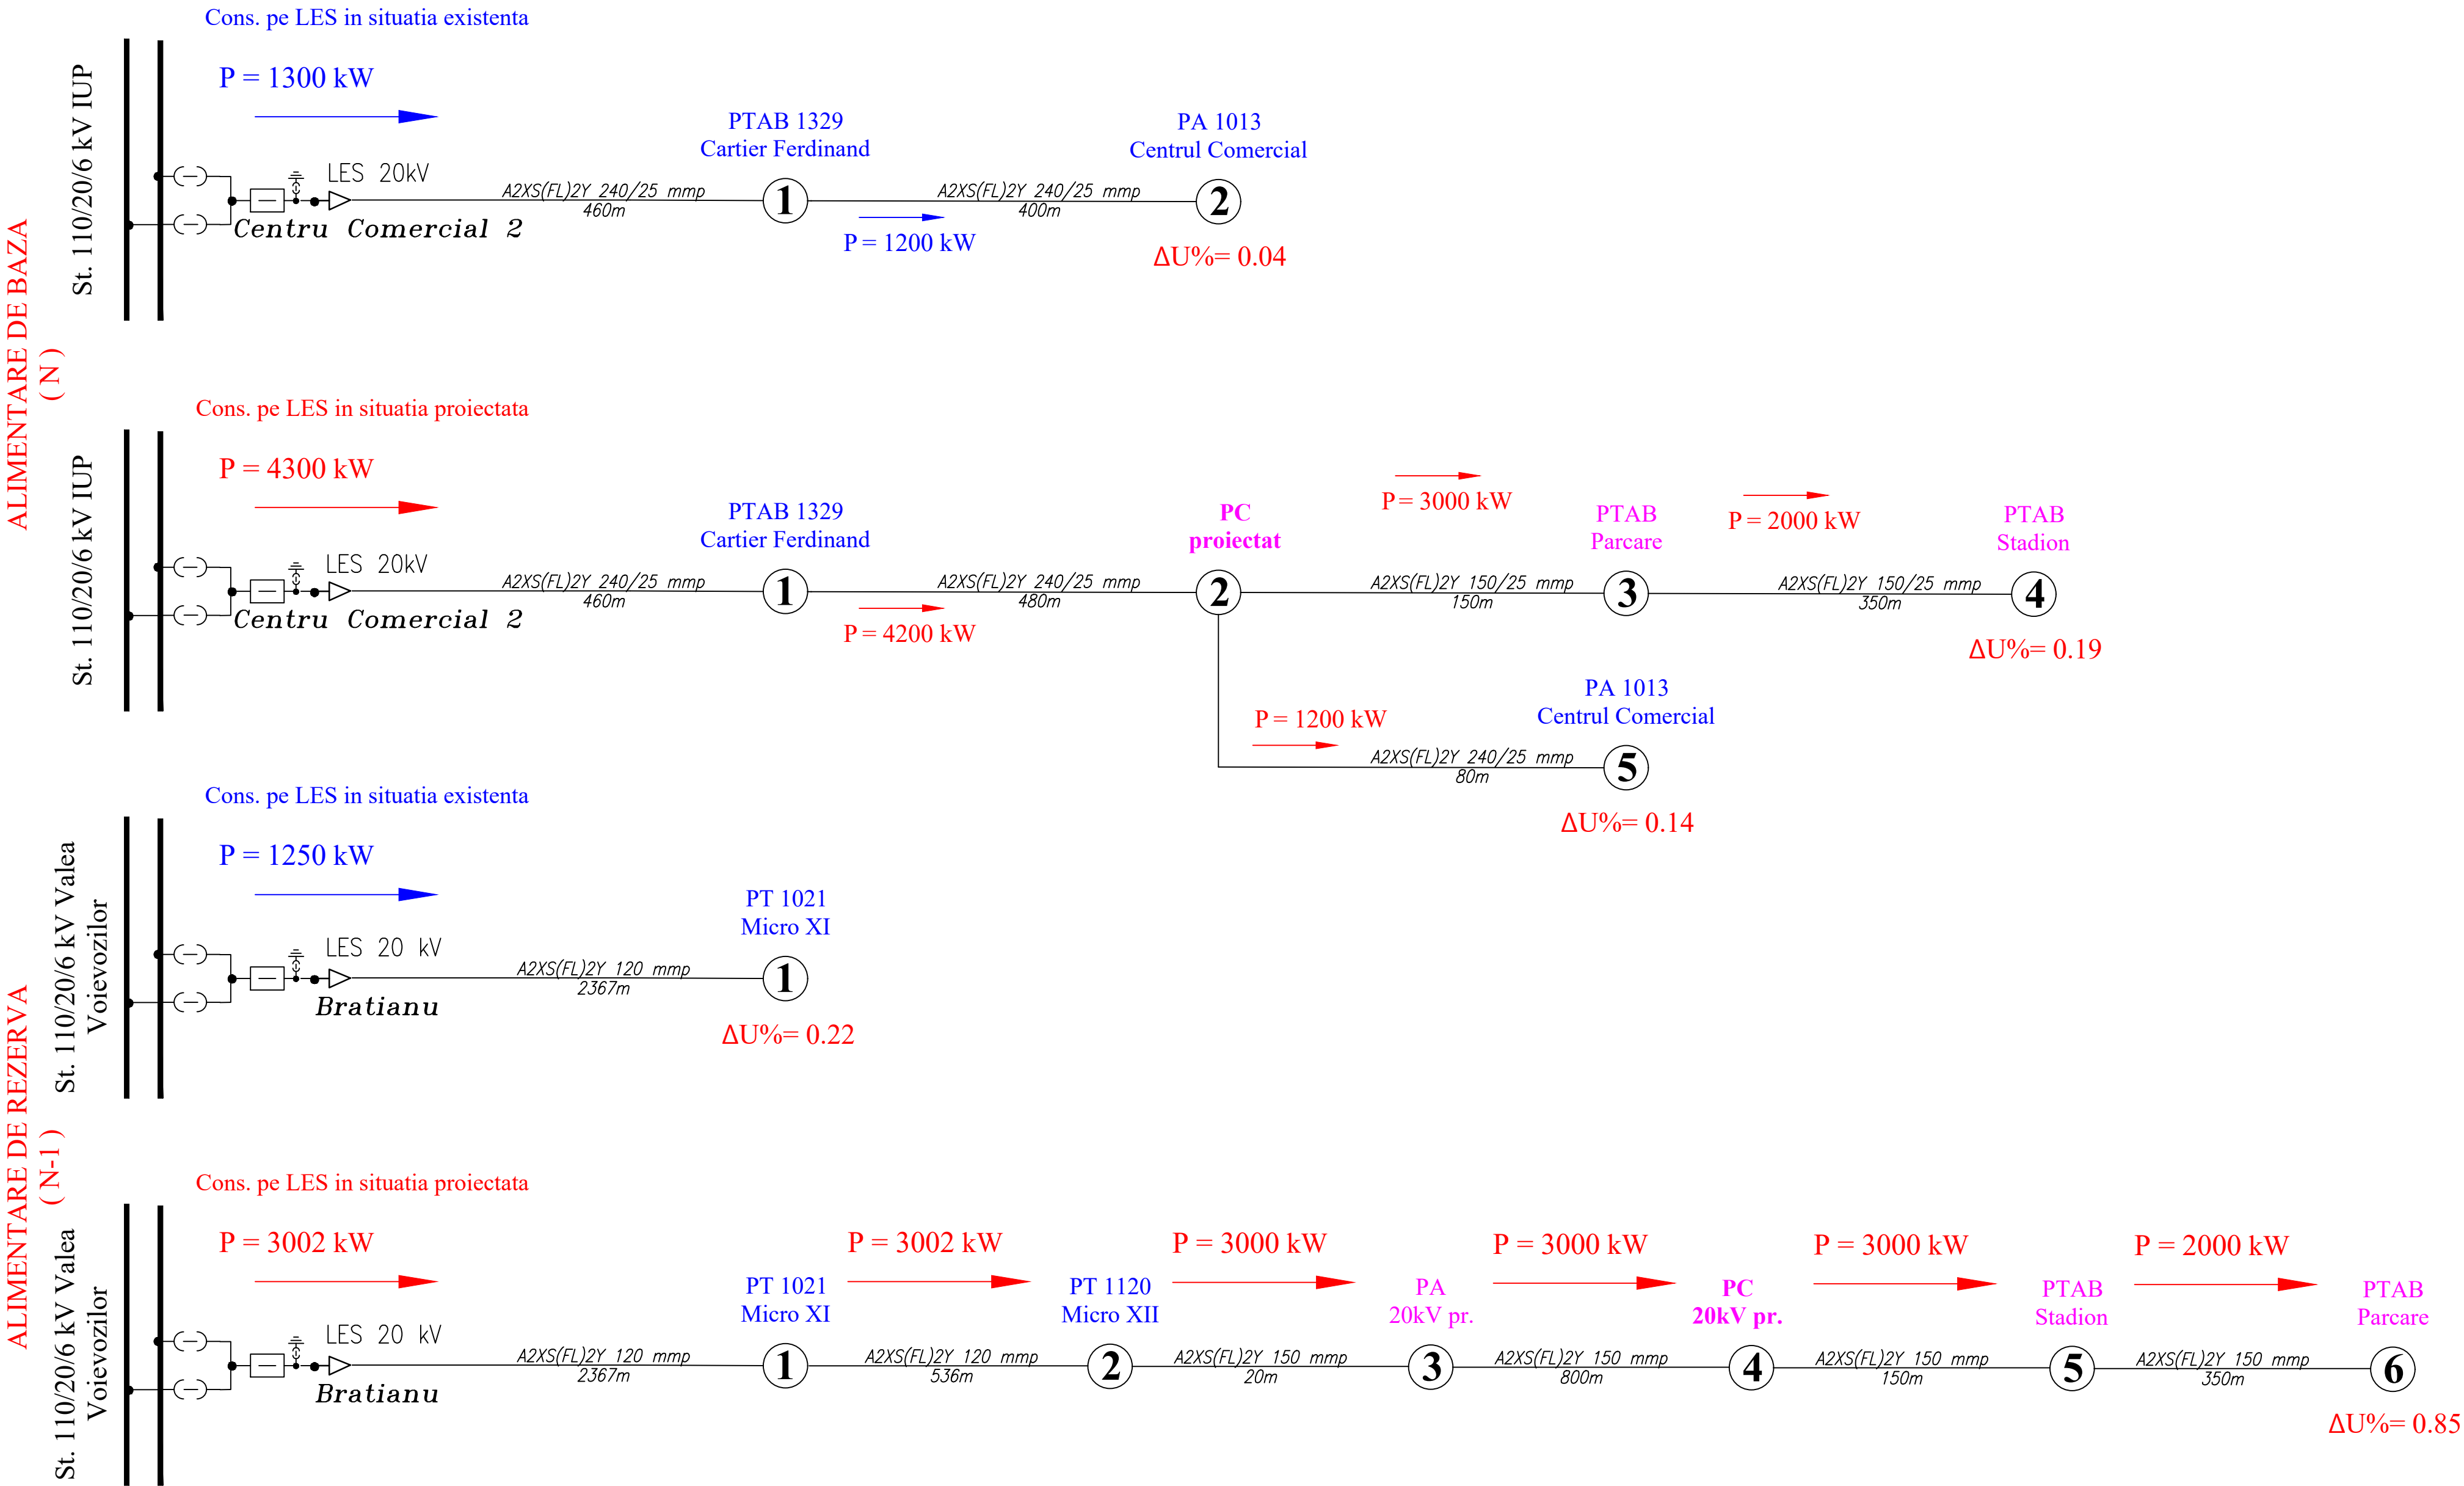 ALIMENTARE DE BAZA
( N )
Cons. pe LES in situatia existenta
P = 1300 kW
St. 110/20/6 kV IUP
LES 20kV
Centru Comercial 2
A2XS(FL)2Y 240/25 mmp
460m
PTAB 1329
Cartier Ferdinand
1
A2XS(FL)2Y 240/25 mmp
400m
P = 1200 kW
PA 1013
Centrul Comercial
2
ΔU%= 0.04
Cons. pe LES in situatia proiectata
P = 4300 kW
St. 110/20/6 kV IUP
LES 20kV
Centru Comercial 2
A2XS(FL)2Y 240/25 mmp
460m
PTAB 1329
Cartier Ferdinand
1
A2XS(FL)2Y 240/25 mmp
480m
P = 4200 kW
PC
proiectat
2
P = 3000 kW
A2XS(FL)2Y 150/25 mmp
150m
PTAB
Parcare
3
P = 2000 kW
A2XS(FL)2Y 150/25 mmp
350m
PTAB
Stadion
4
ΔU%= 0.19
P = 1200 kW
A2XS(FL)2Y 240/25 mmp
80m
PA 1013
Centrul Comercial
5
ΔU%= 0.14
ALIMENTARE DE REZERVA
( N-1 )
Cons. pe LES in situatia existenta
P = 1250 kW
St. 110/20/6 kV Valea
Voievozilor
LES 20 kV
Bratianu
A2XS(FL)2Y 120 mmp
2367m
PT 1021
Micro XI
1
ΔU%= 0.22
Cons. pe LES in situatia proiectata
P = 3002 kW
St. 110/20/6 kV Valea
Voievozilor
LES 20 kV
Bratianu
A2XS(FL)2Y 120 mmp
2367m
PT 1021
Micro XI
1
P = 3002 kW
A2XS(FL)2Y 120 mmp
536m
PT 1120
Micro XII
2
P = 3000 kW
A2XS(FL)2Y 150 mmp
20m
PA
20kV pr.
3
P = 3000 kW
A2XS(FL)2Y 150 mmp
800m
PC
20kV pr.
4
P = 3000 kW
A2XS(FL)2Y 150 mmp
150m
PTAB
Stadion
5
P = 2000 kW
A2XS(FL)2Y 150 mmp
350m
PTAB
Parcare
6
ΔU%= 0.85